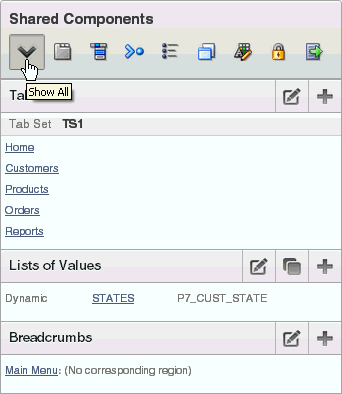 Shared Components
Show All
Tab Set TS1
Home
Customers
Products
Orders
Reports
Lists of Values
Dynamic STATES P7_CUST_STATE
Breadcrumbs
Main Menu: (No corresponding region)